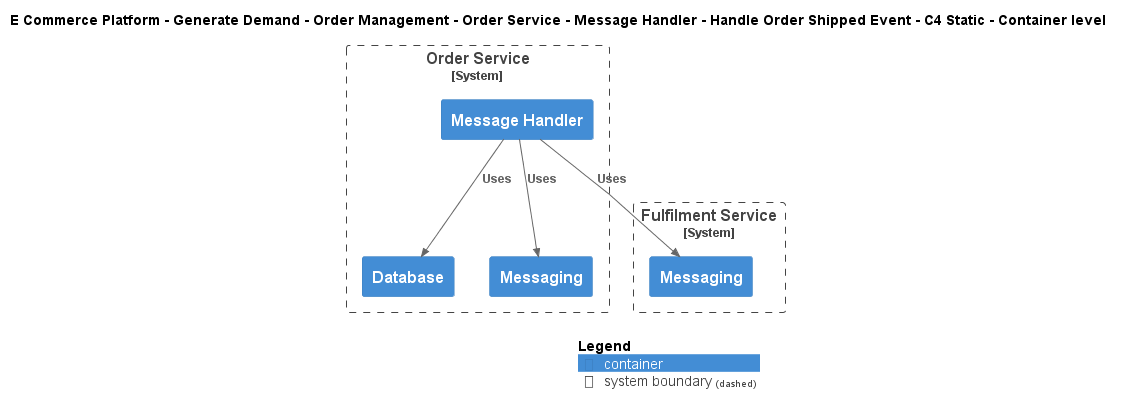 E Commerce Platform - Generate Demand - Order Management - Order Service - Message Handler - Handle Order Shipped Event - C4 Static - Container level
Order Service
[System]
Message Handler
Uses
Uses
Uses
Fulfilment Service
[System]
Database
Messaging
Messaging
Legend
container
system boundary (dashed)